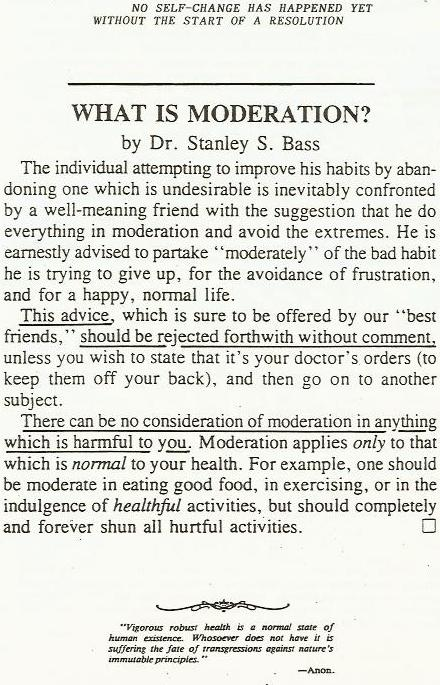 NO SELF-CHANGE HAS HAPPENED YET
WITHOUT THE START OF A RESOLUTION
WHAT IS MODERATION?
by Dr. Stanley S. Bass
The individual attempting to improve his habits by aban-
doning one which is undesirable is inevitably confronted
by a well-meaning friend with the suggestion that he do
everything in moderation and avoid the extremes. He is
earnestly advised to partake "moderately" of the bad habit
he is trying to give up, for the avoidance of frustration,
and for a happy, normal life.
This advice, which is sure to be offered by our "best
friends," should be rejected forthwith without comment,
unless you wish to state that it's your doctor's orders (to
keep them off your back), and then go on to another
subject.
There can be no consideration of moderation in anything
which is harmful to you. Moderation applies only to that
which is normal to your health. For example, one should
be moderate in eating good food, in exercising, or in the
indulgence of healthful activities, but should completely
and forever shun all hurtful activities. □
"Vigorous robust health is a normal state of
human existence. Whosoever does not have it is
suffering the fate of transgressions against nature's
immutable principles."
—Anon.